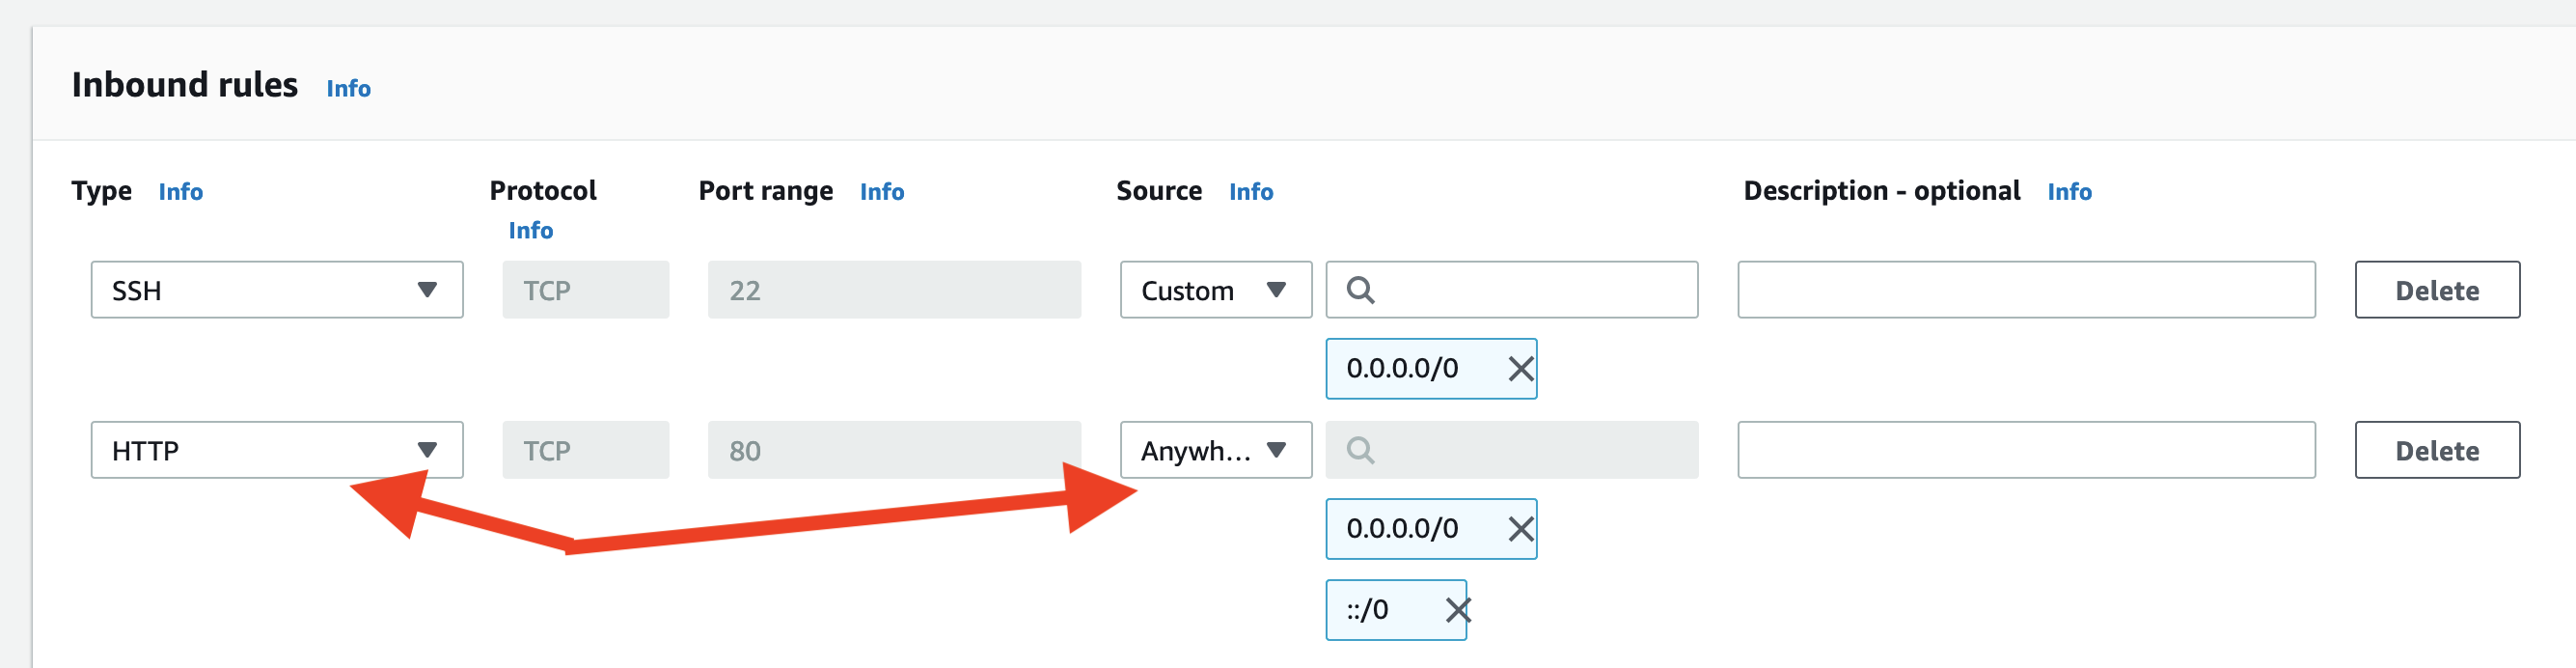 Inbound rules Info
Type Info Protocol Info Port range Info Source Info Description - optional Info
SSH TCP 22 Custom Delete
0.0.0.0/0
HTTP TCP 80 Anywh... Delete
0.0.0.0/0
::/0